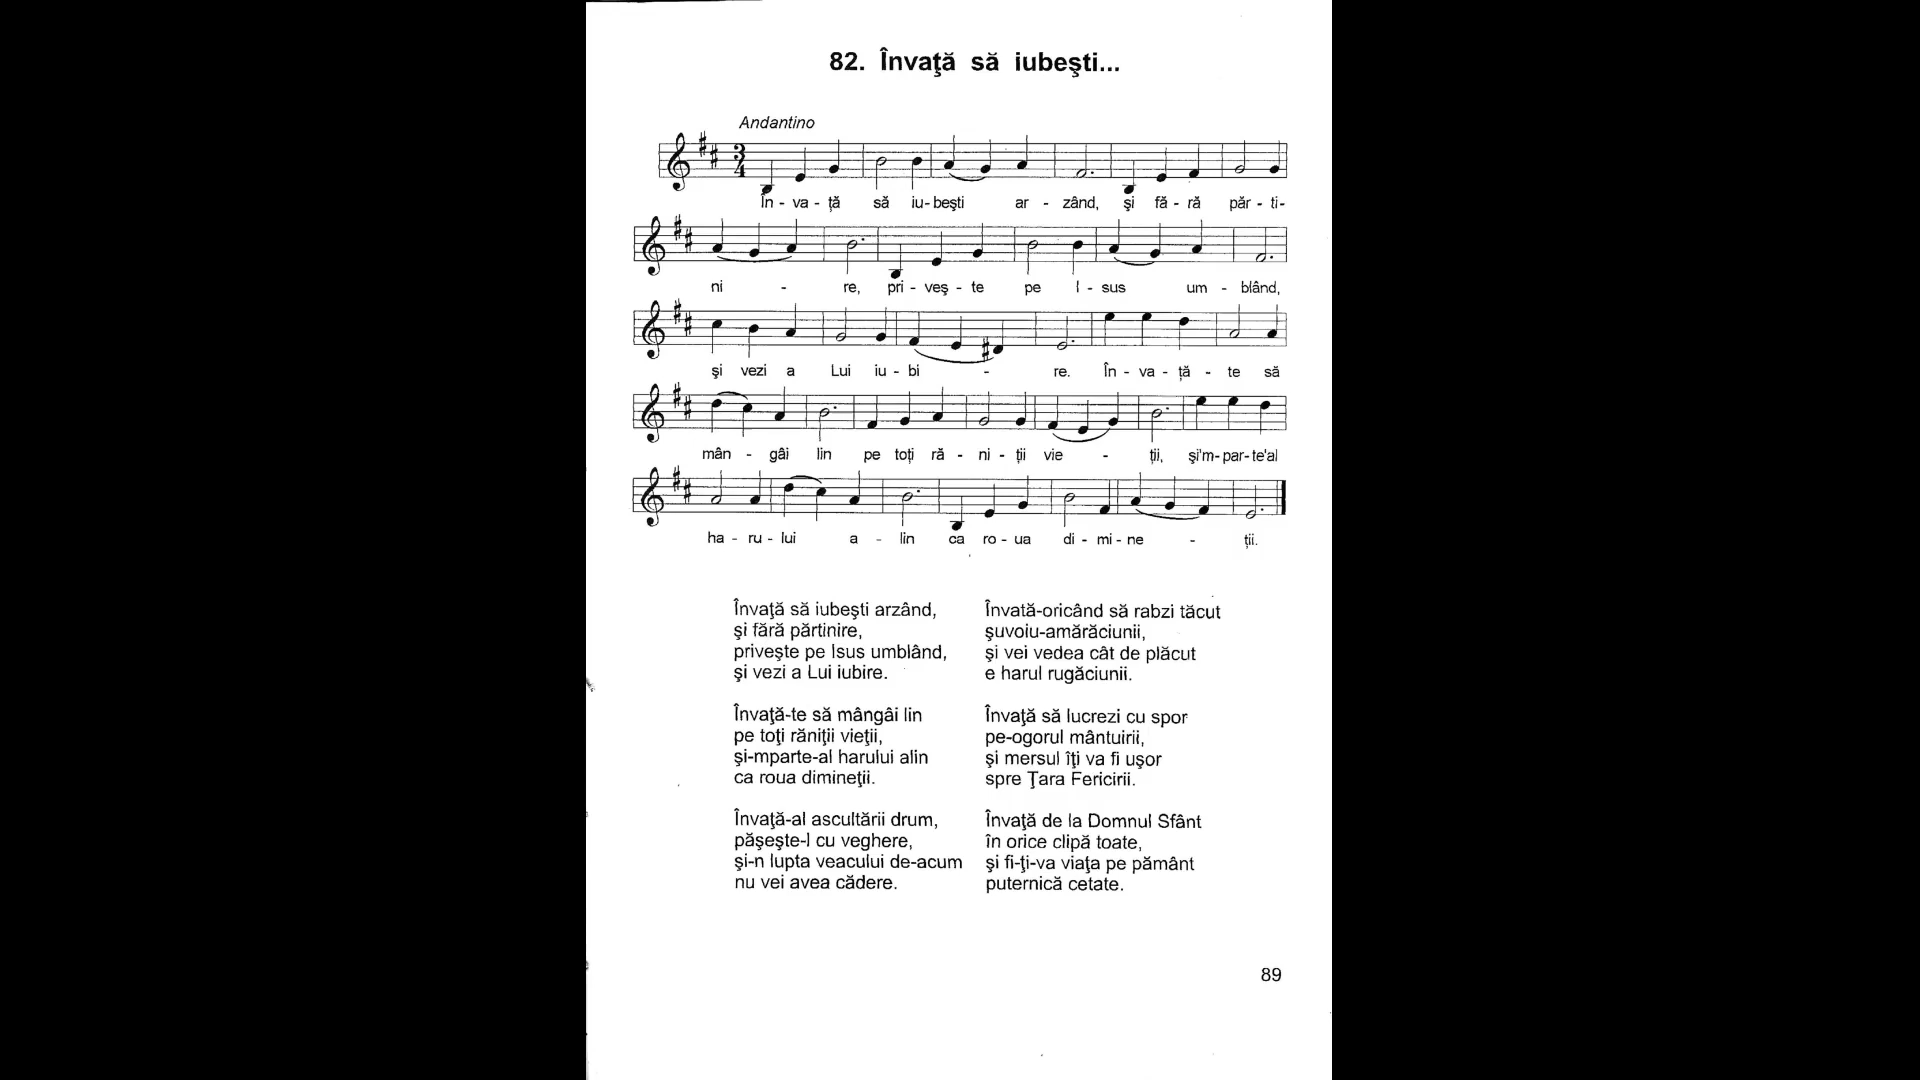 82. Învaţă să iubeşti...
Andantino
3
4
În - va - ţă să iu - beşti ar - zând, şi fă - ră păr - ti-
ni - re, pri - veş - te pe I - sus um - blând,
şi vezi a Lui iu - bi - re. În - va - ţă - te să
mân - gâi lin pe toţi ră - ni - ţii vie - ţii, şi'm-par-te'al
ha - ru - lui a - lin ca ro - ua di - mi - ne - ţii.
Învaţă să iubeşti arzând,
şi fără părtinire,
priveşte pe Isus umblând,
şi vezi a Lui iubire.
Învaţă-te să mângâi lin
pe toţi răniţii vieţii,
şi-mparte-al harului alin
ca roua dimineţii.
Învaţă-al ascultării drum,
păşeşte-l cu veghere,
şi-n lupta veacului de-acum
nu vei avea cădere.
Învată-oricând să rabzi tăcut
şuvoiu-amărăciunii,
şi vei vedea cât de plăcut
e harul rugăciunii.
Învaţă să lucrezi cu spor
pe-ogorul mântuirii,
şi mersul îţi va fi uşor
spre Ţara Fericirii.
Învaţă de la Domnul Sfânt
în orice clipă toate,
şi fi-ţi-va viaţa pe pământ
puternică cetate.
89